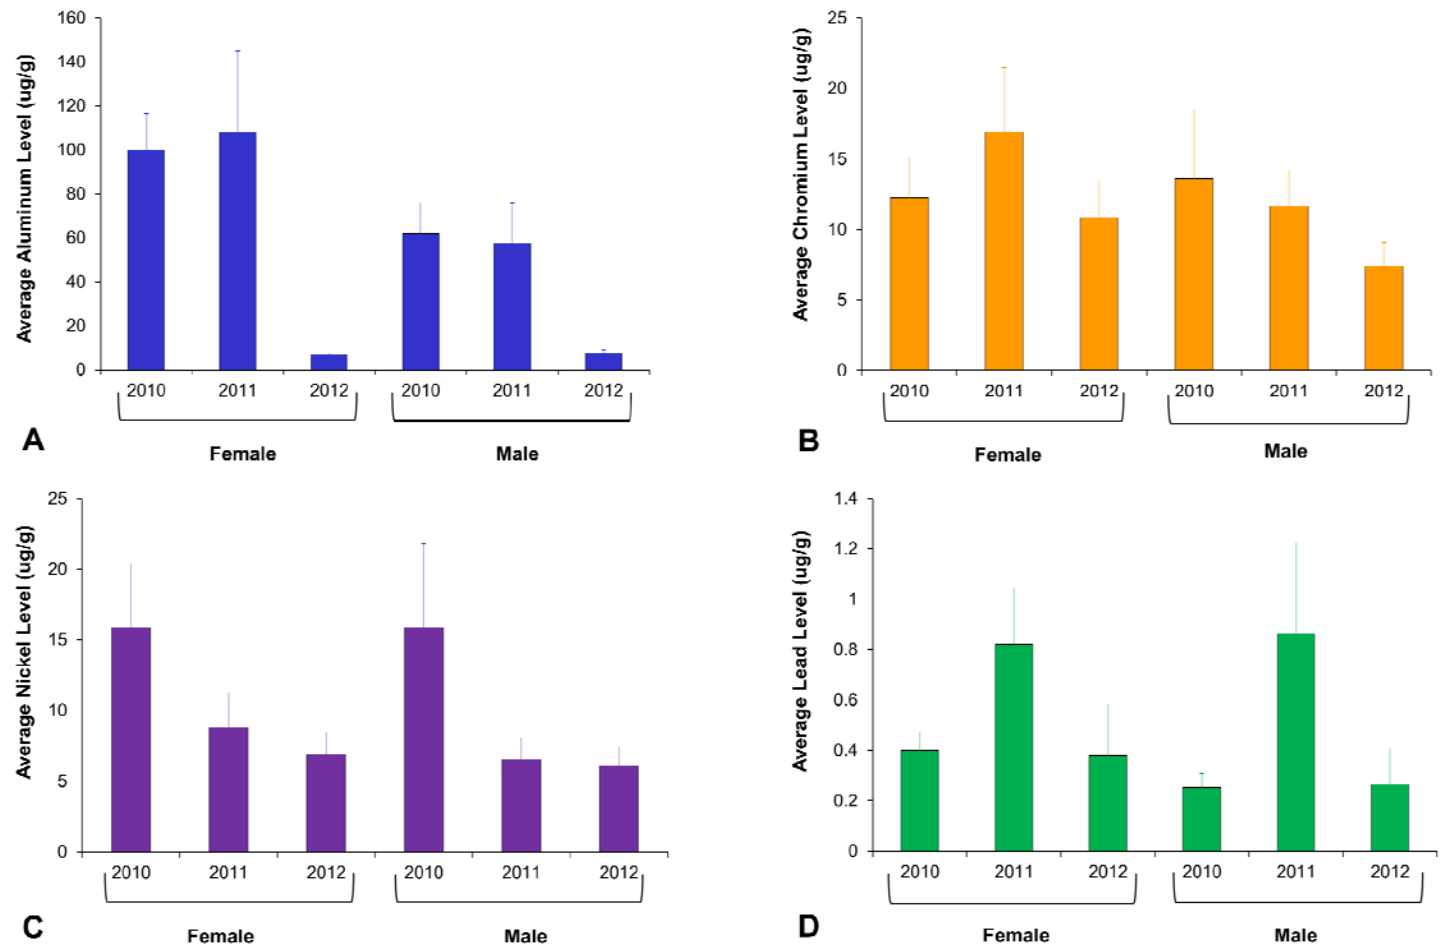 Average Aluminum Level (ug/g)
160
140
120
100
80
60
40
20
0
2010 2011 2012 2010 2011 2012
Female Male
A
Average Chromium Level (ug/g)
25
20
15
10
5
0
2010 2011 2012 2010 2011 2012
Female Male
B
Average Nickel Level (ug/g)
25
20
15
10
5
0
2010 2011 2012 2010 2011 2012
Female Male
C
Average Lead Level (ug/g)
1.4
1.2
1
0.8
0.6
0.4
0.2
0
2010 2011 2012 2010 2011 2012
Female Male
D